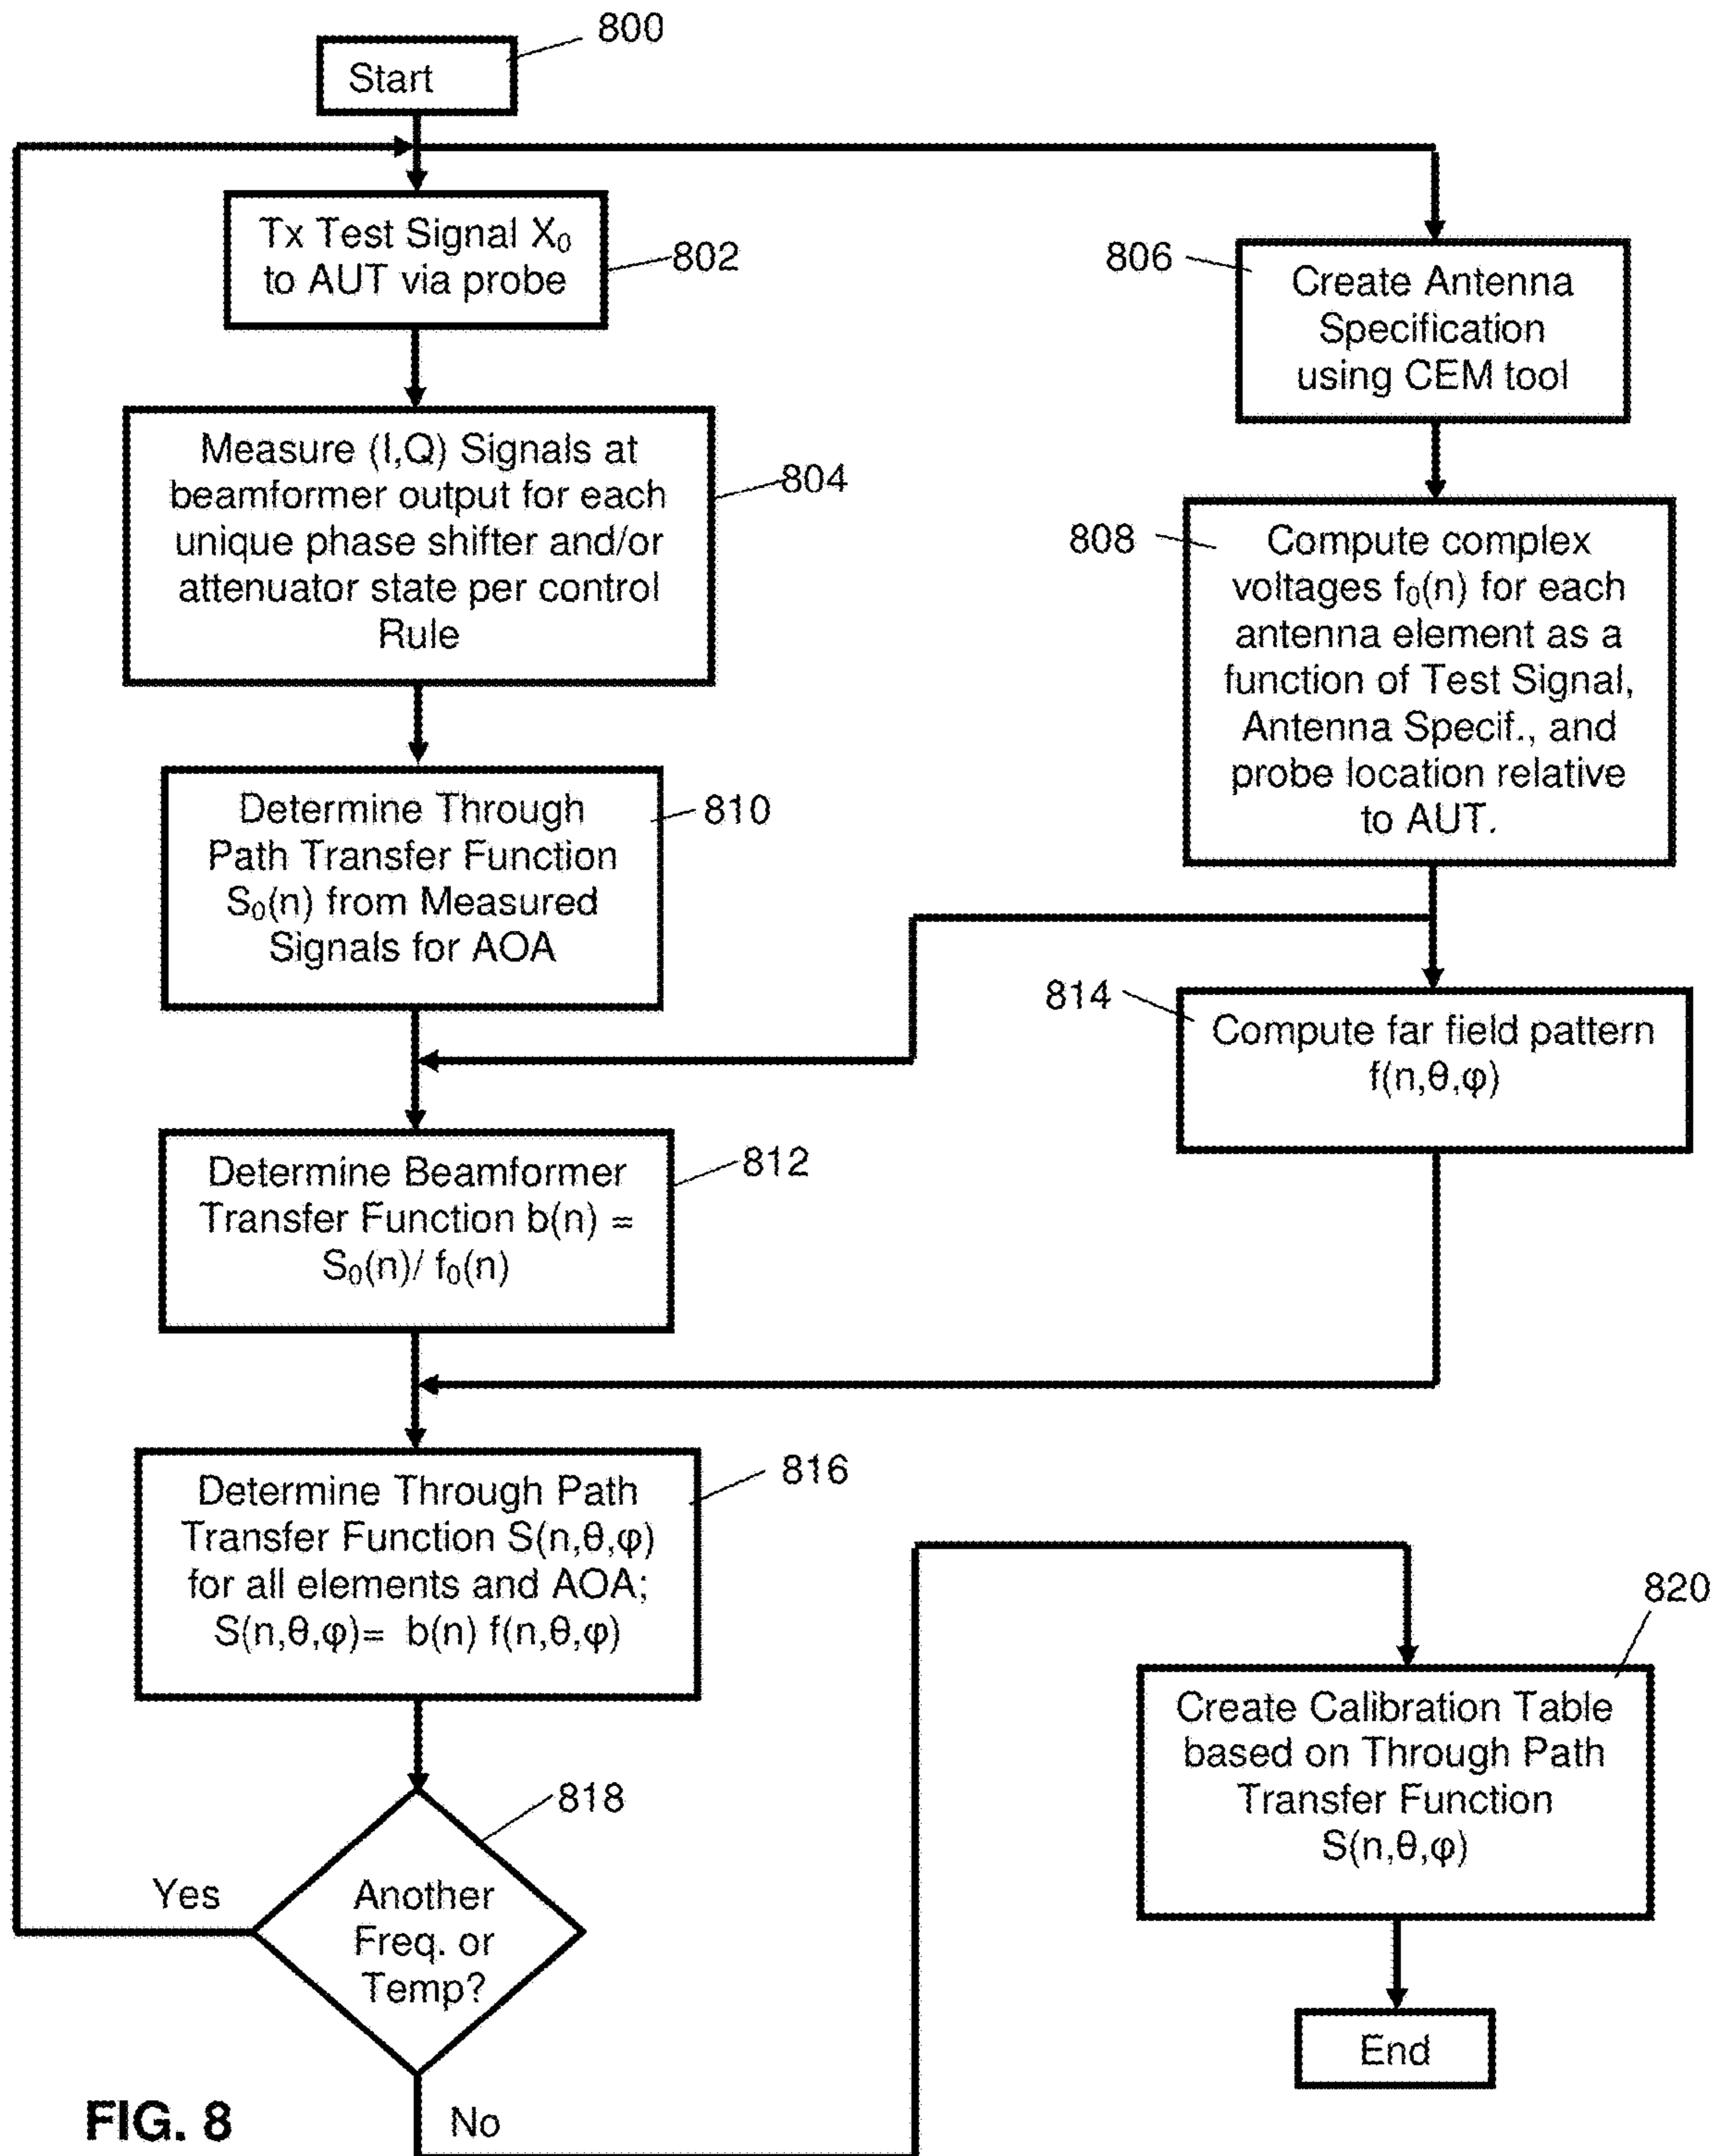 800
Start
Tx Test Signal X₀
to AUT via probe
802
806
Create Antenna
Specification
using CEM tool
Measure (I,Q) Signals at
beamformer output for each
unique phase shifter and/or
attenuator state per control
Rule
804
808
Compute complex
voltages f₀(n) for each
antenna element as a
function of Test Signal,
Antenna Specif., and
probe location relative
to AUT.
Determine Through
Path Transfer Function
S₀(n) from Measured
Signals for AOA
810
814
Compute far field pattern
f(n,θ,φ)
Determine Beamformer
Transfer Function b(n) =
S₀(n)/ f₀(n)
812
Determine Through Path
Transfer Function S(n,θ,φ)
for all elements and AOA;
S(n,θ,φ)= b(n) f(n,θ,φ)
816
820
Create Calibration Table
based on Through Path
Transfer Function
S(n,θ,φ)
818
Yes
Another
Freq. or
Temp?
End
No
FIG. 8